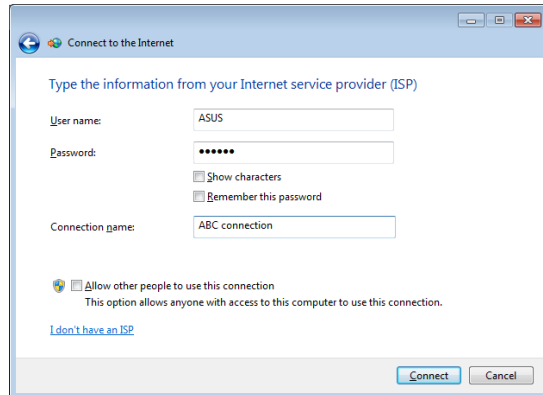 Connect to the Internet
Type the information from your Internet service provider (ISP)
User name: ASUS
Password: ••••••
Show characters
Remember this password
Connection name: ABC connection
Allow other people to use this connection
This option allows anyone with access to this computer to use this connection.
I don't have an ISP
Connect Cancel